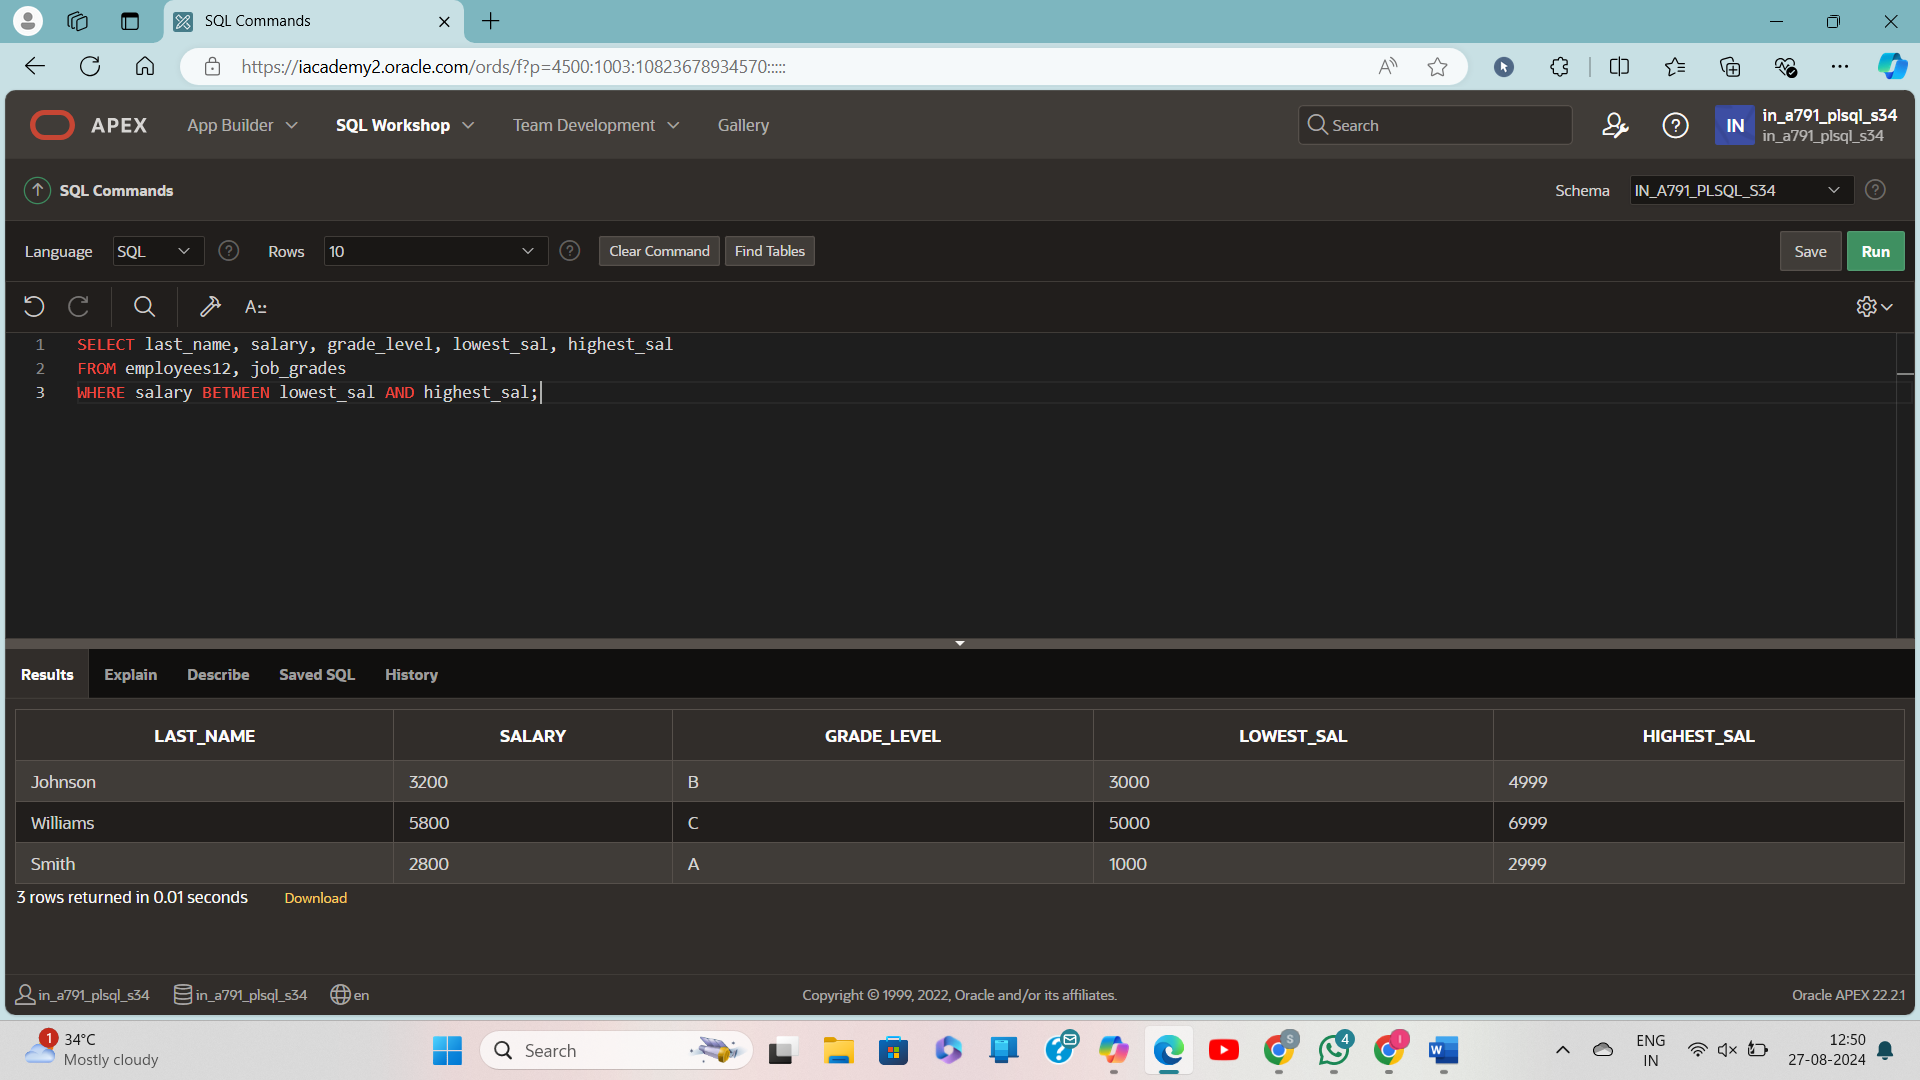 SQL Commands
https://iacademy2.oracle.com/ords/f?p=4500:1003:10823678934570:::::
APEX App Builder SQL Workshop Team Development Gallery Search IN in_a791_plsql_s34
in_a791_plsql_s34
SQL Commands Schema IN_A791_PLSQL_S34
Language SQL Rows 10 Clear Command Find Tables Save Run
1 SELECT last_name, salary, grade_level, lowest_sal, highest_sal
2 FROM employees12, job_grades
3 WHERE salary BETWEEN lowest_sal AND highest_sal;
Results Explain Describe Saved SQL History
LAST_NAME SALARY GRADE_LEVEL LOWEST_SAL HIGHEST_SAL
Johnson 3200 B 3000 4999
Williams 5800 C 5000 6999
Smith 2800 A 1000 2999
3 rows returned in 0.01 seconds Download
in_a791_plsql_s34 in_a791_plsql_s34 en Copyright © 1999, 2022, Oracle and/or its affiliates. Oracle APEX 22.2.1
1 34°C
Mostly cloudy
Search
S 4 I W
ENG
IN
12:50
27-08-2024